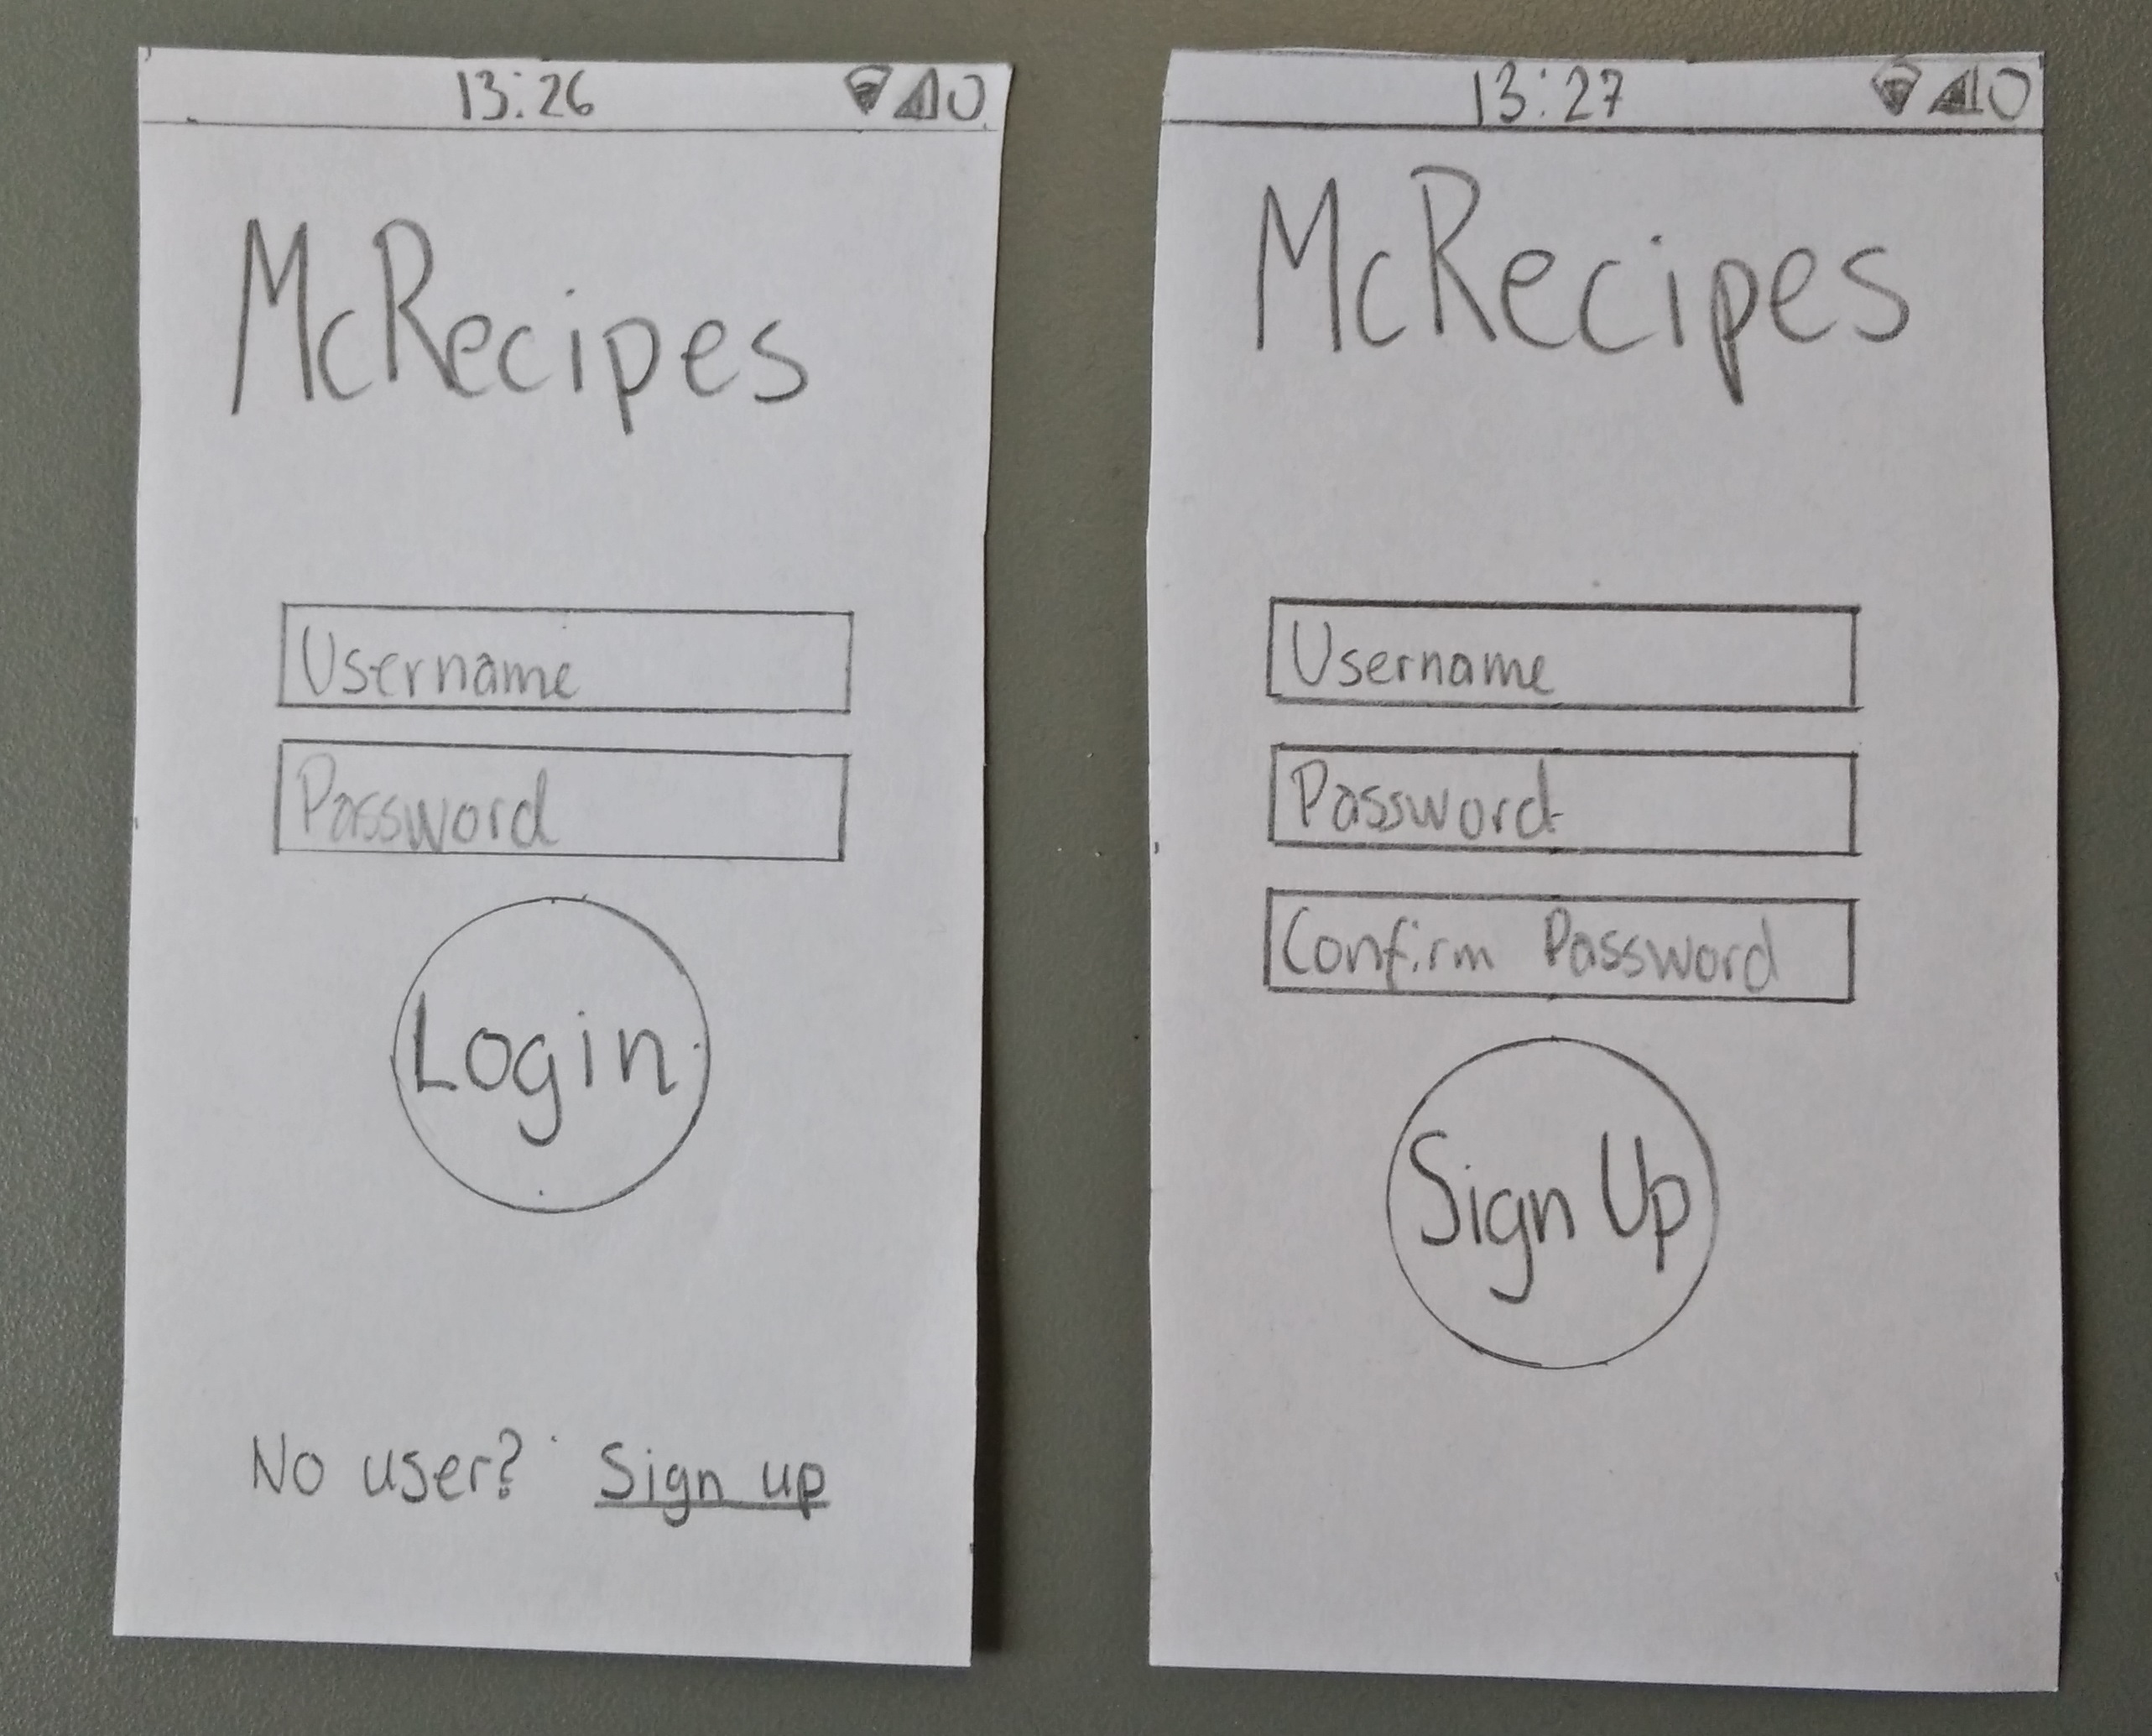 13:26
McRecipes
Username
Password
Login
No user? Sign up
13:27
McRecipes
Username
Password
Confirm Password
Sign Up